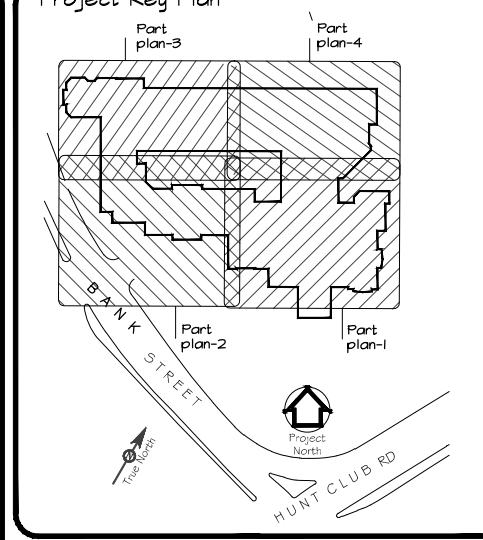 Project Key Plan
Part
plan-3
Part
plan-4
Part
plan-2
Part
plan-1
BANK
STREET
Project
North
True North
HUNT CLUB RD